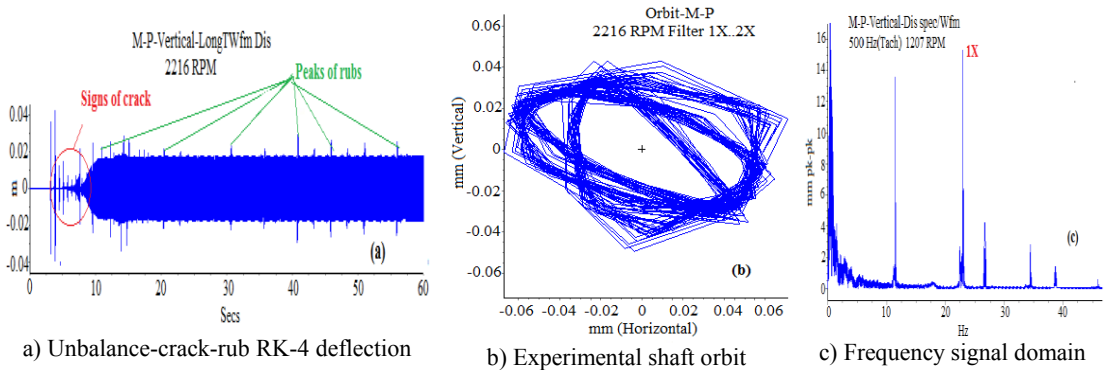 M-P-Vertical-LongTWfm Dis
2216 RPM
Signs of crack
Peaks of rubs
0.04
0.02
0
-0.02
-0.04
m
(a)
0 10 20 30 40 50 60
Secs
a) Unbalance-crack-rub RK-4 deflection
Orbit-M-P
2216 RPM Filter 1X..2X
0.06
0.04
0.02
0
-0.02
-0.04
-0.06
mm (Vertical)
(b)
-0.06 -0.04 -0.02 0 0.02 0.04 0.06
mm (Horizontal)
b) Experimental shaft orbit
M-P-Vertical-Dis spec/Wfm
500 Hz(Tach) 1207 RPM
1X
16
14
12
10
8
6
4
2
0
mm pk-pk
(c)
0 10 20 30 40
Hz
c) Frequency signal domain